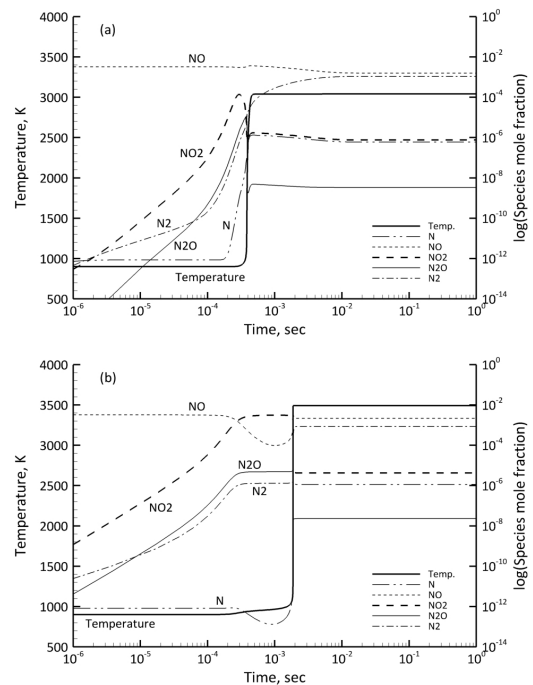 4000
(a)
10^0
NO
3500
10^-2
3000
10^-4
Temperature, K
2500
NO2
10^-6
log(Species mole fraction)
2000
10^-8
N2
N
1500
10^-10
N2O
Temp.
N
1000
10^-12
NO
NO2
Temperature
N2O
N2
500
10^-14
10^-6
10^-5
10^-4
10^-3
10^-2
10^-1
10^0
Time, sec
4000
(b)
10^0
NO
3500
10^-2
3000
10^-4
N2O
Temperature, K
2500
N2
10^-6
NO2
log(Species mole fraction)
2000
10^-8
1500
10^-10
Temp.
N
N
1000
10^-12
NO
NO2
Temperature
N2O
N2
500
10^-14
10^-6
10^-5
10^-4
10^-3
10^-2
10^-1
10^0
Time, sec